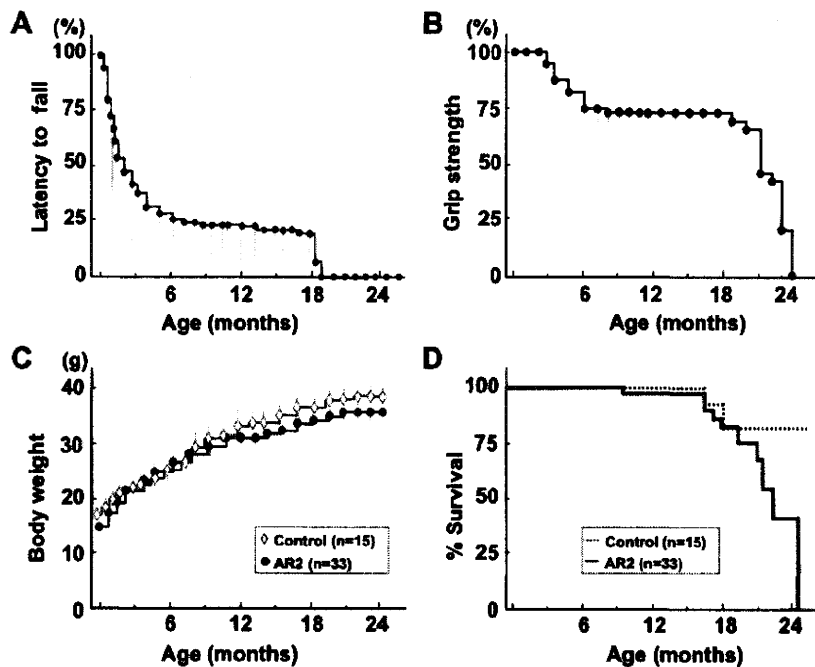 A
(%)
Latency to fall
100
75
50
25
0
6
12
18
24
Age (months)
B
(%)
Grip strength
100
75
50
75
0
6
12
18
24
Age (months)
C
(g)
Body weight
40
30
20
10
0
6
12
18
24
Age (months)
Control (n=15)
AR2 (n=33)
D
% Survival
100
75
50
75
0
6
12
18
24
Age (months)
Control (n=15)
AR2 (n=33)